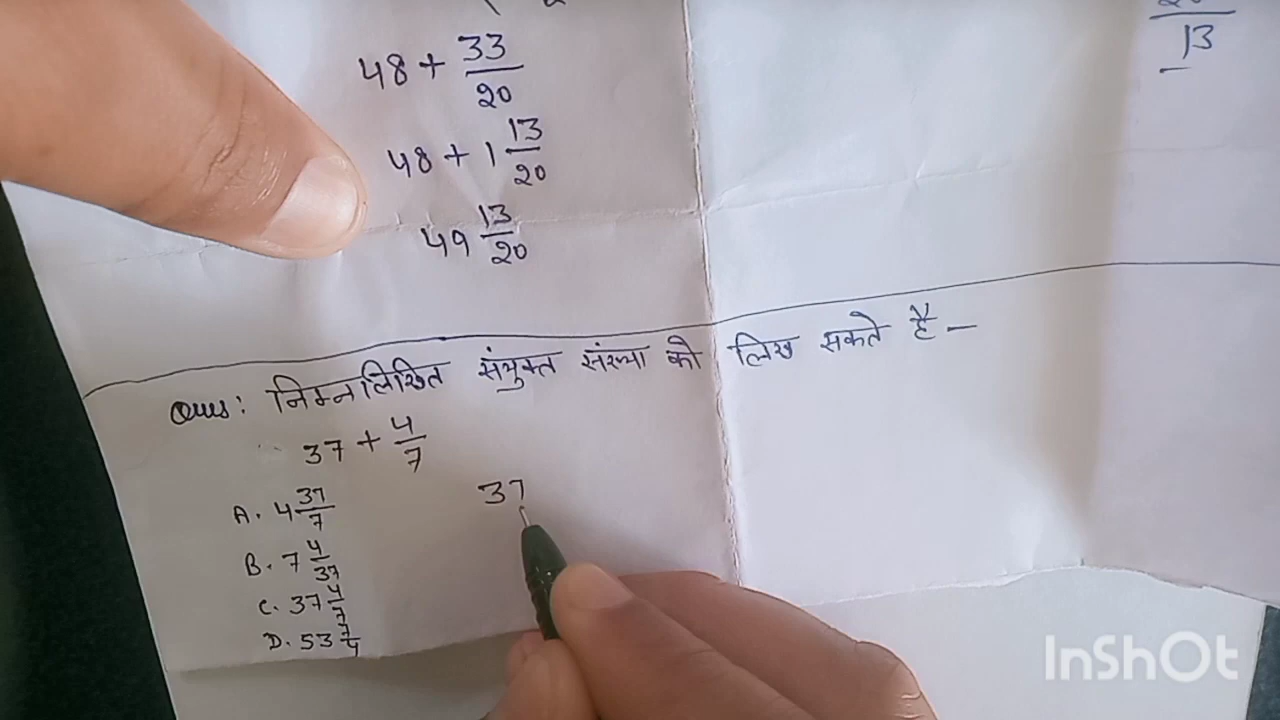 48 + 33/20
48 + 1 13/20
49 13/20
13
Ques: निम्नलिखित संयुक्त संख्या को लिख सकते है –
37 + 4/7
37
A. 4 37/7
B. 7 4/37
C. 37 4/7
D. 53 7/4
InShOt